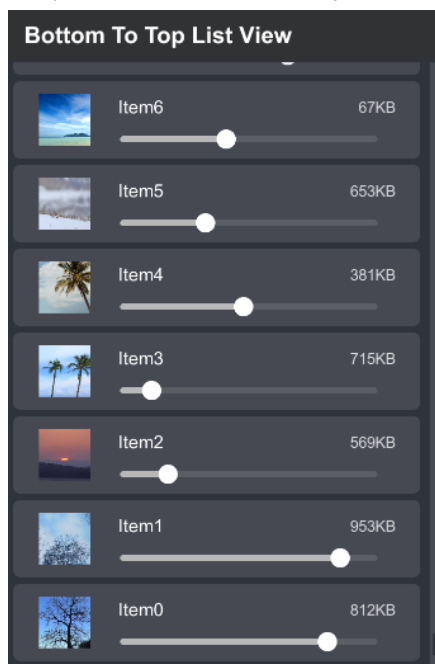 Bottom To Top List View
Item6 67KB
Item5 653KB
Item4 381KB
Item3 715KB
Item2 569KB
Item1 953KB
Item0 812KB